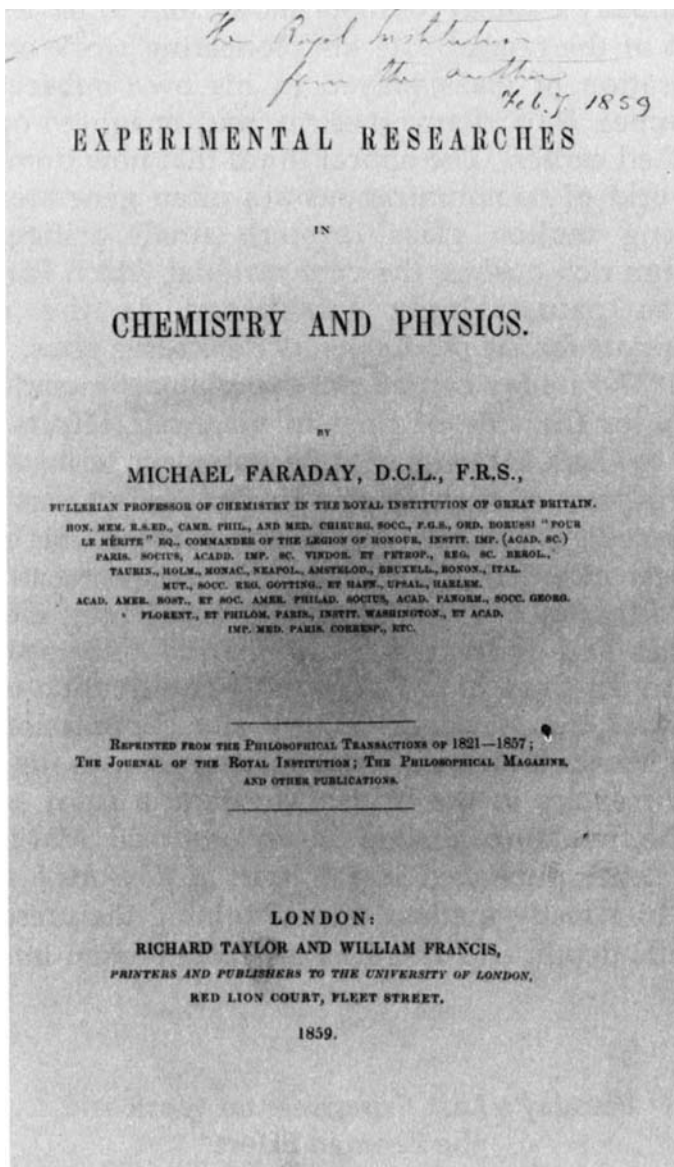 The Royal Institution
from the author
Feb. 7 1859
EXPERIMENTAL RESEARCHES
IN
CHEMISTRY AND PHYSICS.
BY
MICHAEL FARADAY, D.C.L., F.R.S.,
FULLERIAN PROFESSOR OF CHEMISTRY IN THE ROYAL INSTITUTION OF GREAT BRITAIN.
HON. MEM. R.S.ED., CAMB. PHIL., AND MED. CHIRURG. SOCC., F.G.S., ORD. BORUSSI "POUR
LE MÉRITE" EQ., COMMANDER OF THE LEGION OF HONOUR, INSTIT. IMP. (ACAD. SC.)
PARIS. SOCIUS, ACADD. IMP. SC. VINDOB. ET PETROP., REG. SC. BEROL.,
TAURIN., HOLM., MONAC., NEAPOL., AMSTELOD., BRUXELL., BONON., ITAL.
MUT., SOCC. REG. GOTTING., ET HAFN., UPSAL., HARLEM.
ACAD. AMER. BOST., ET SOC. AMER. PHILAD. SOCIUS, ACAD. PANORM., SOCC. GEORG.
FLORENT., ET PHILOM. PARIS., INSTIT. WASHINGTON., ET ACAD.
IMP. MED. PARIS. CORRESP., ETC.
REPRINTED FROM THE PHILOSOPHICAL TRANSACTIONS OF 1821—1857;
THE JOURNAL OF THE ROYAL INSTITUTION; THE PHILOSOPHICAL MAGAZINE,
AND OTHER PUBLICATIONS.
LONDON:
RICHARD TAYLOR AND WILLIAM FRANCIS,
PRINTERS AND PUBLISHERS TO THE UNIVERSITY OF LONDON,
RED LION COURT, FLEET STREET.
1859.